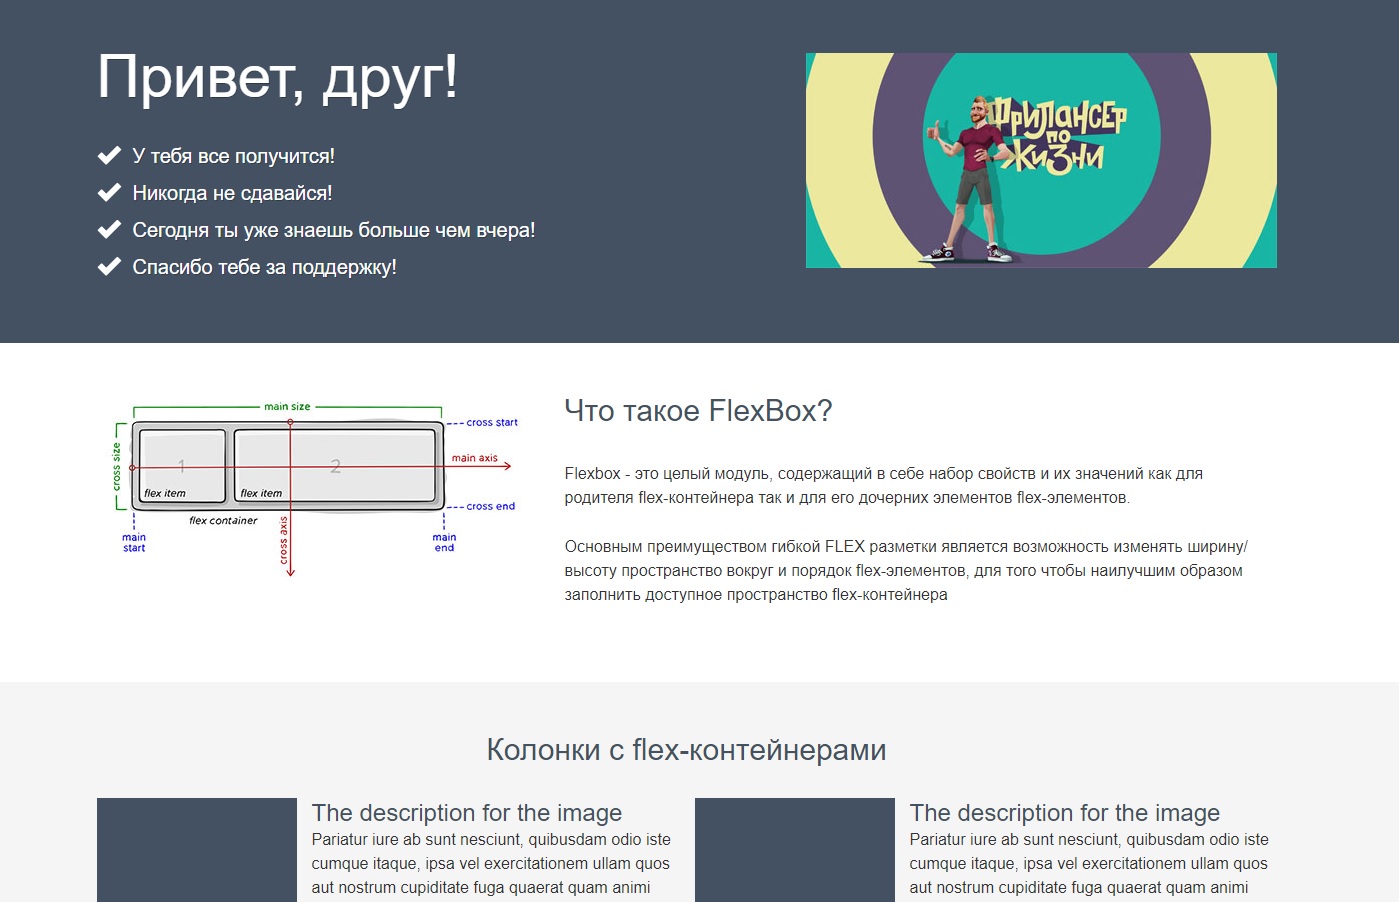 Привет, друг!
У тебя все получится!
Никогда не сдавайся!
Сегодня ты уже знаешь больше чем вчера!
Спасибо тебе за поддержку!
ФРИЛАНСЕР
ПО
ЖИЗНИ
main size
cross size
cross start
main axis
1
2
flex item
flex item
cross end
flex container
cross axis
main
start
main
end
Что такое FlexBox?
Flexbox - это целый модуль, содержащий в себе набор свойств и их значений как для
родителя flex-контейнера так и для его дочерних элементов flex-элементов.
Основным преимуществом гибкой FLEX разметки является возможность изменять ширину/
высоту пространство вокруг и порядок flex-элементов, для того чтобы наилучшим образом
заполнить доступное пространство flex-контейнера
Колонки с flex-контейнерами
The description for the image
Pariatur iure ab sunt nesciunt, quibusdam odio iste
cumque itaque, ipsa vel exercitationem ullam quos
aut nostrum cupiditate fuga quaerat quam animi
The description for the image
Pariatur iure ab sunt nesciunt, quibusdam odio iste
cumque itaque, ipsa vel exercitationem ullam quos
aut nostrum cupiditate fuga quaerat quam animi